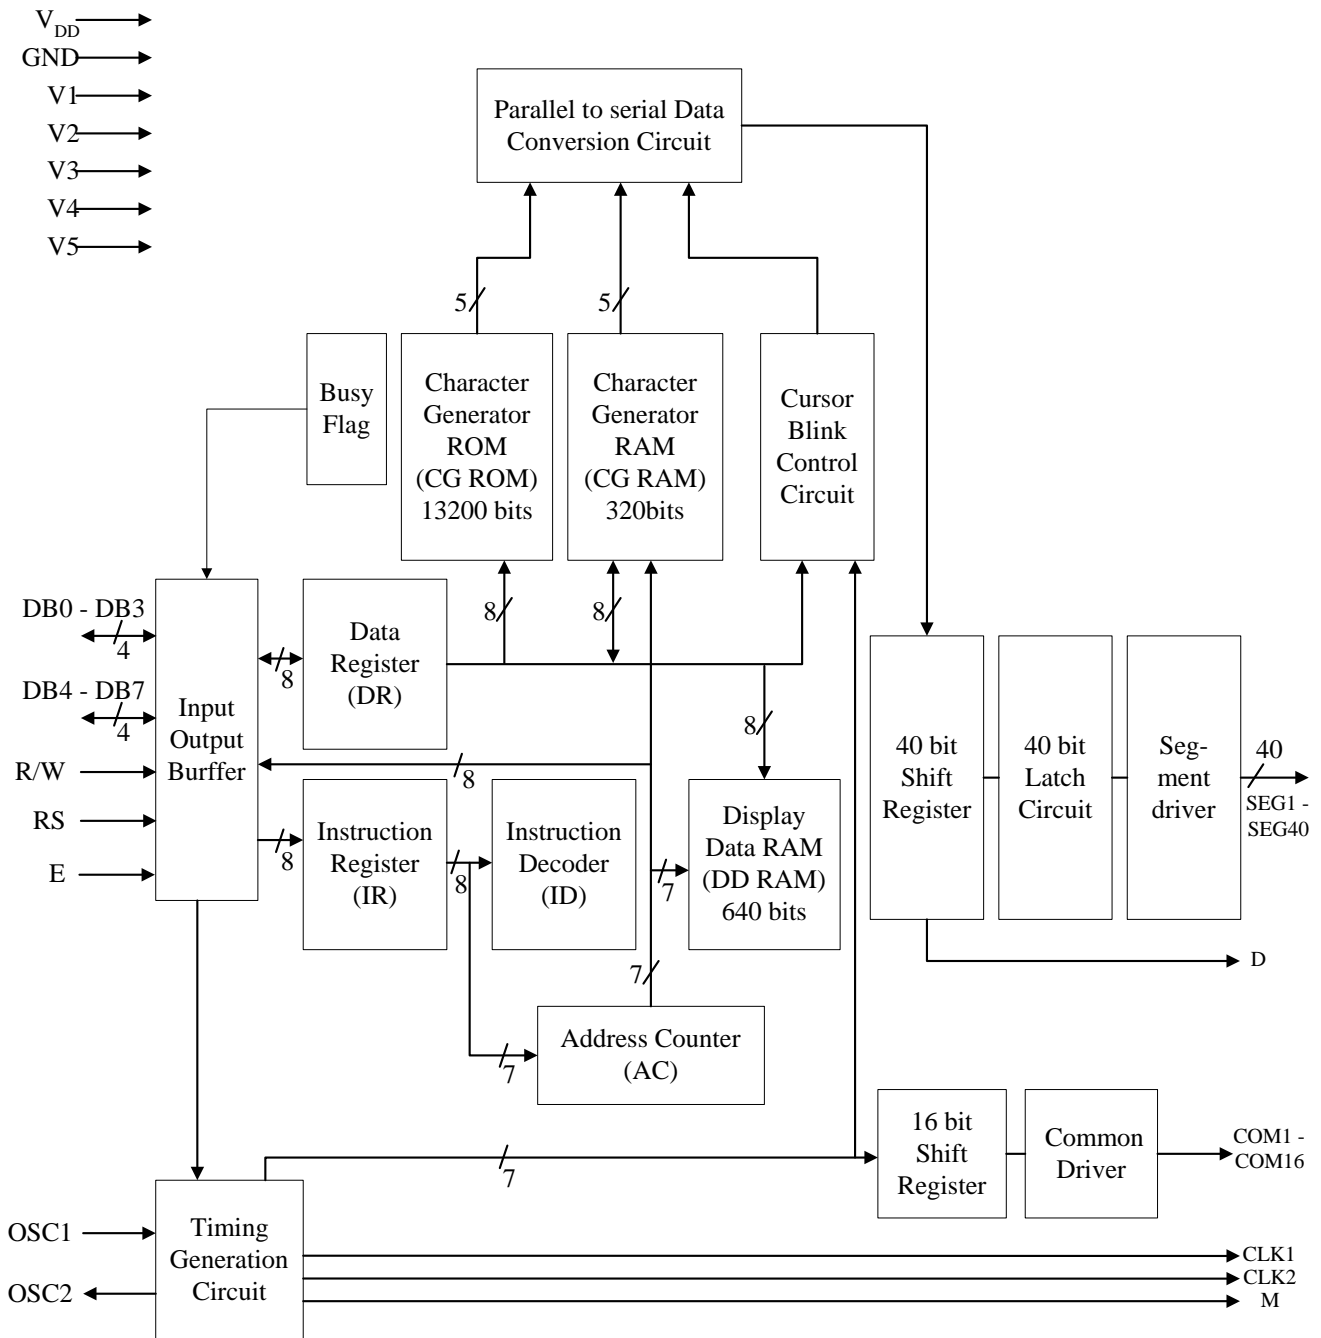 VDD
GND
V1
V2
V3
V4
V5
Parallel to serial Data
Conversion Circuit
5
5
Busy
Flag
Character
Generator
ROM
(CG ROM)
13200 bits
Character
Generator
RAM
(CG RAM)
320bits
Cursor
Blink
Control
Circuit
8
8
DB0 - DB3
4
DB4 - DB7
4
R/W
RS
E
Input
Output
Burffer
8
Data
Register
(DR)
8
8
8
Instruction
Register
(IR)
8
Instruction
Decoder
(ID)
7
Display
Data RAM
(DD RAM)
640 bits
40 bit
Shift
Register
40 bit
Latch
Circuit
Seg-
ment
driver
40
SEG1 -
SEG40
D
7
7
Address Counter
(AC)
7
16 bit
Shift
Register
Common
Driver
COM1 -
COM16
OSC1
OSC2
Timing
Generation
Circuit
CLK1
CLK2
M